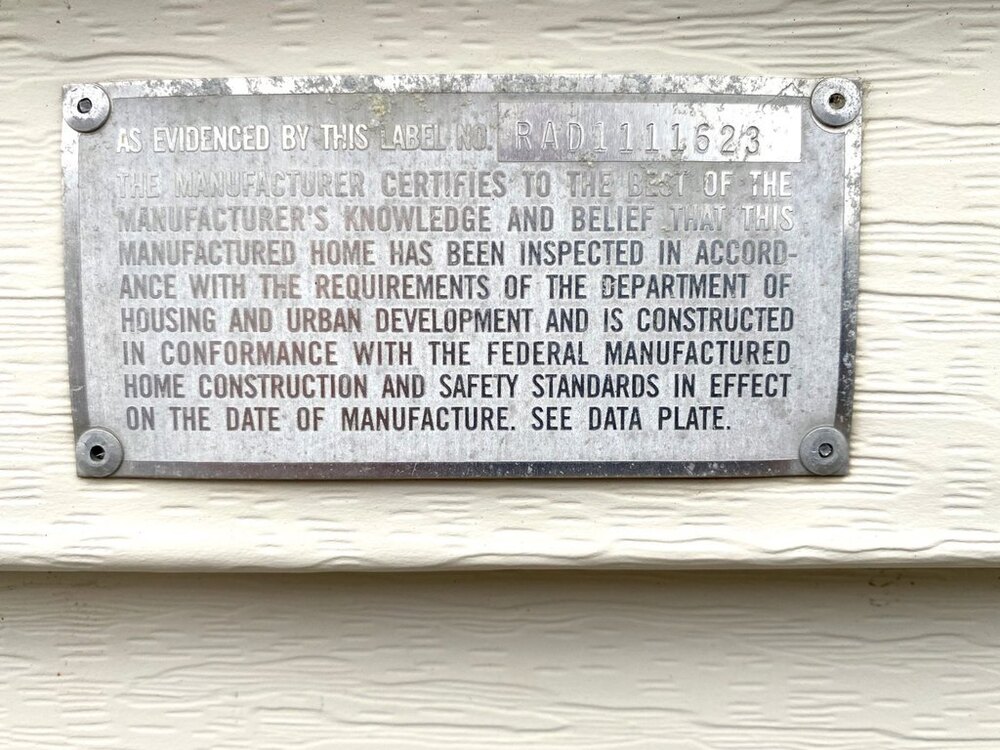 AS EVIDENCED BY THIS LABEL NO. RAD1111623
THE MANUFACTURER CERTIFIES TO THE BEST OF THE
MANUFACTURER'S KNOWLEDGE AND BELIEF THAT THIS
MANUFACTURED HOME HAS BEEN INSPECTED IN ACCORD-
ANCE WITH THE REQUIREMENTS OF THE DEPARTMENT OF
HOUSING AND URBAN DEVELOPMENT AND IS CONSTRUCTED
IN CONFORMANCE WITH THE FEDERAL MANUFACTURED
HOME CONSTRUCTION AND SAFETY STANDARDS IN EFFECT
ON THE DATE OF MANUFACTURE. SEE DATA PLATE.